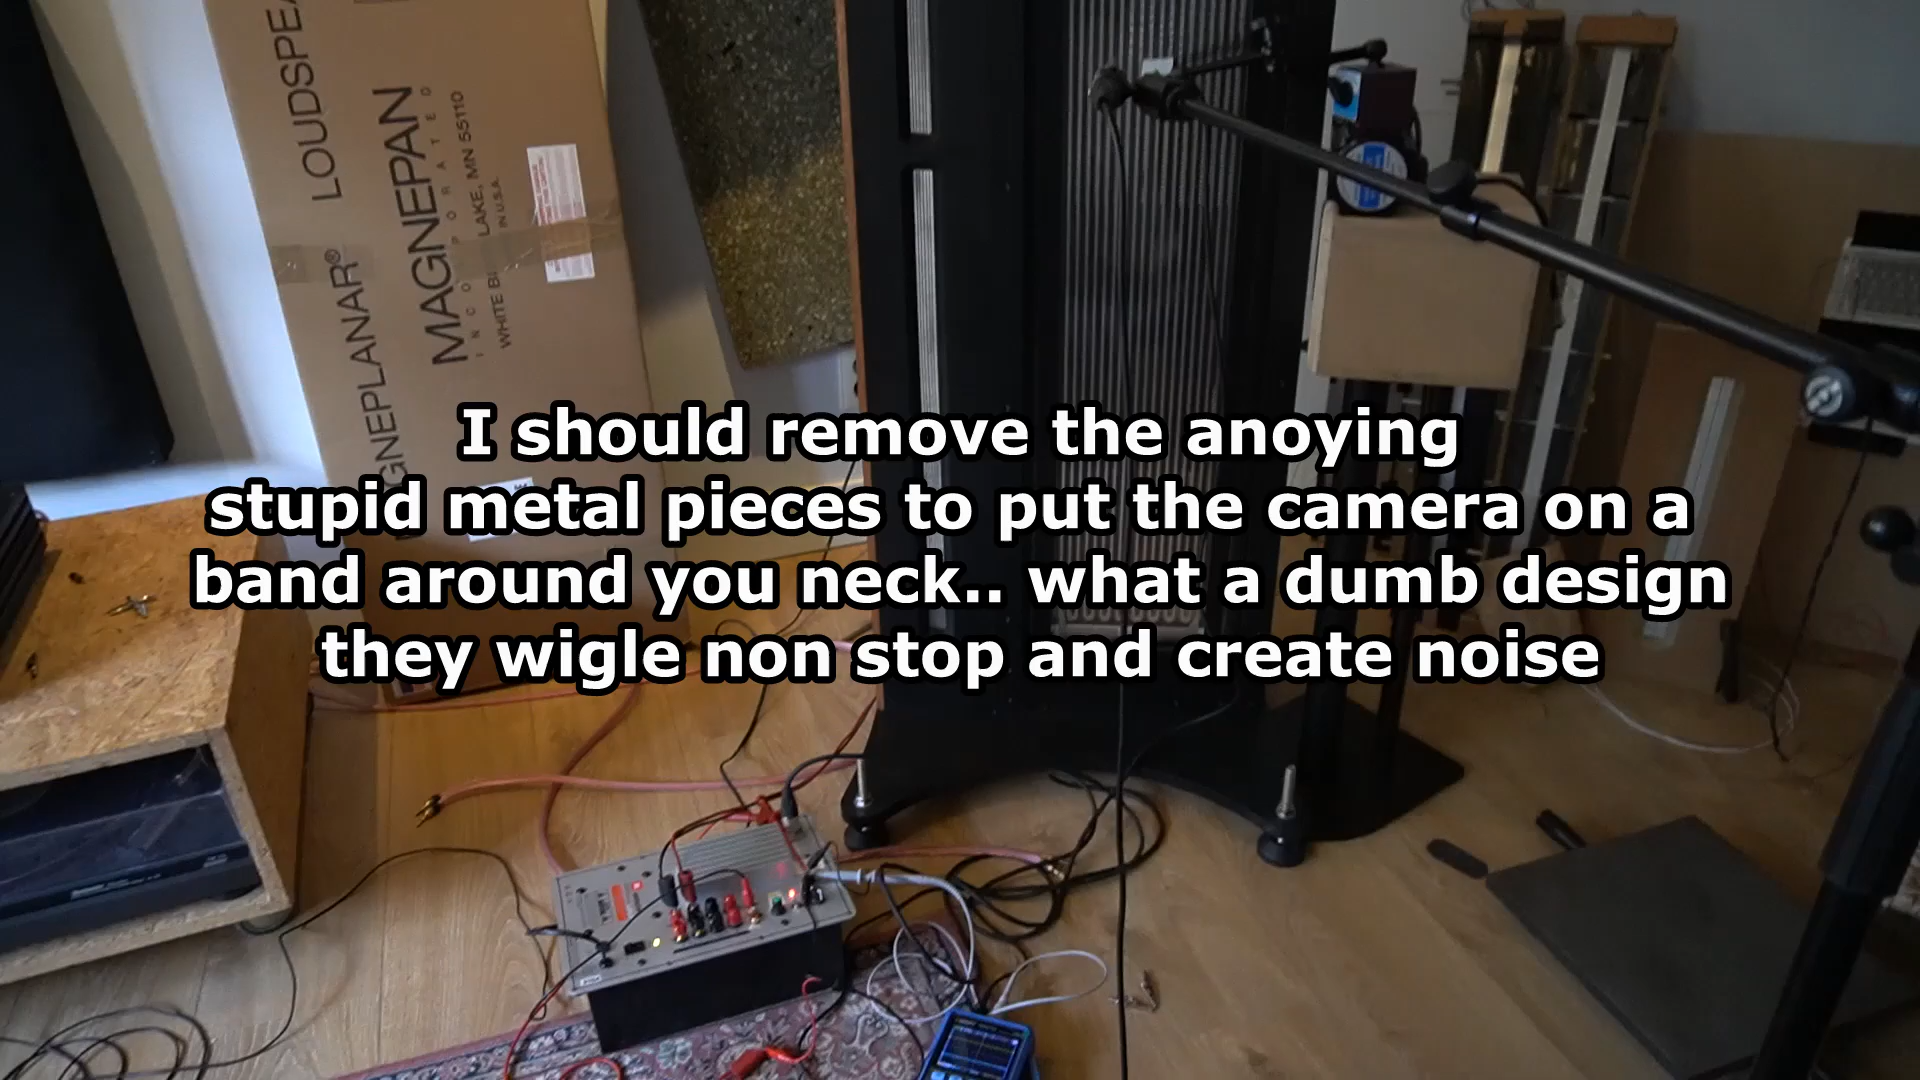 LOUDSPEA
MAGNEPLANAR®
MAGNEPAN
INCORPORATED
LAKE, MN 55110
WHITE B
IN U.S.A.
I should remove the anoying
stupid metal pieces to put the camera on a
band around you neck.. what a dumb design
they wigle non stop and create noise